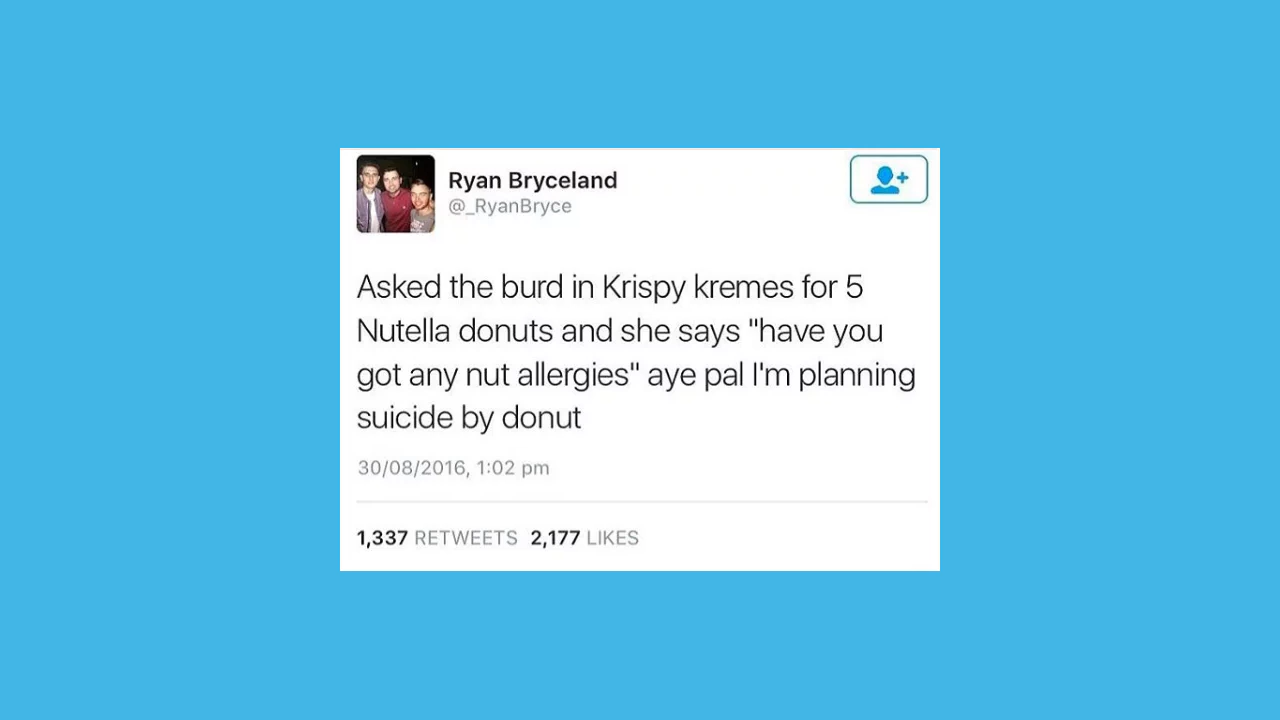 Ryan Bryceland
@_RyanBryce
Asked the burd in Krispy kremes for 5
Nutella donuts and she says "have you
got any nut allergies" aye pal I'm planning
suicide by donut
30/08/2016, 1:02 pm
1,337 RETWEETS 2,177 LIKES